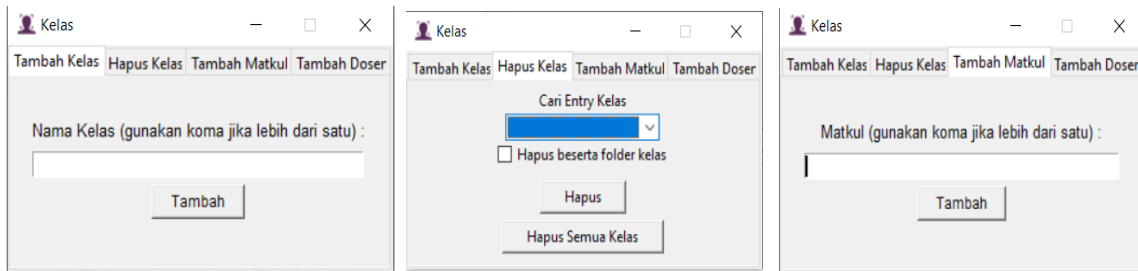 Kelas
Tambah Kelas Hapus Kelas Tambah Matkul Tambah Doser
Nama Kelas (gunakan koma jika lebih dari satu) :
Tambah
Kelas
Tambah Kelas Hapus Kelas Tambah Matkul Tambah Doser
Cari Entry Kelas
Hapus beserta folder kelas
Hapus
Hapus Semua Kelas
Kelas
Tambah Kelas Hapus Kelas Tambah Matkul Tambah Doser
Matkul (gunakan koma jika lebih dari satu) :
Tambah